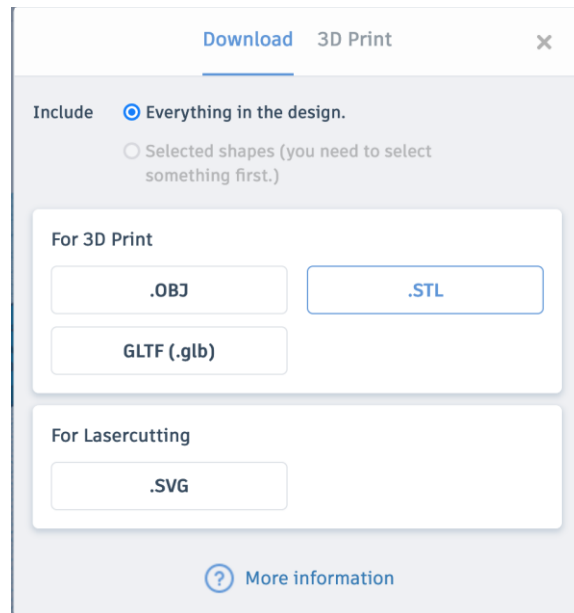 Download 3D Print ×
Include Everything in the design.
Selected shapes (you need to select
something first.)
For 3D Print
.OBJ .STL
GLTF (.glb)
For Lasercutting
.SVG
? More information